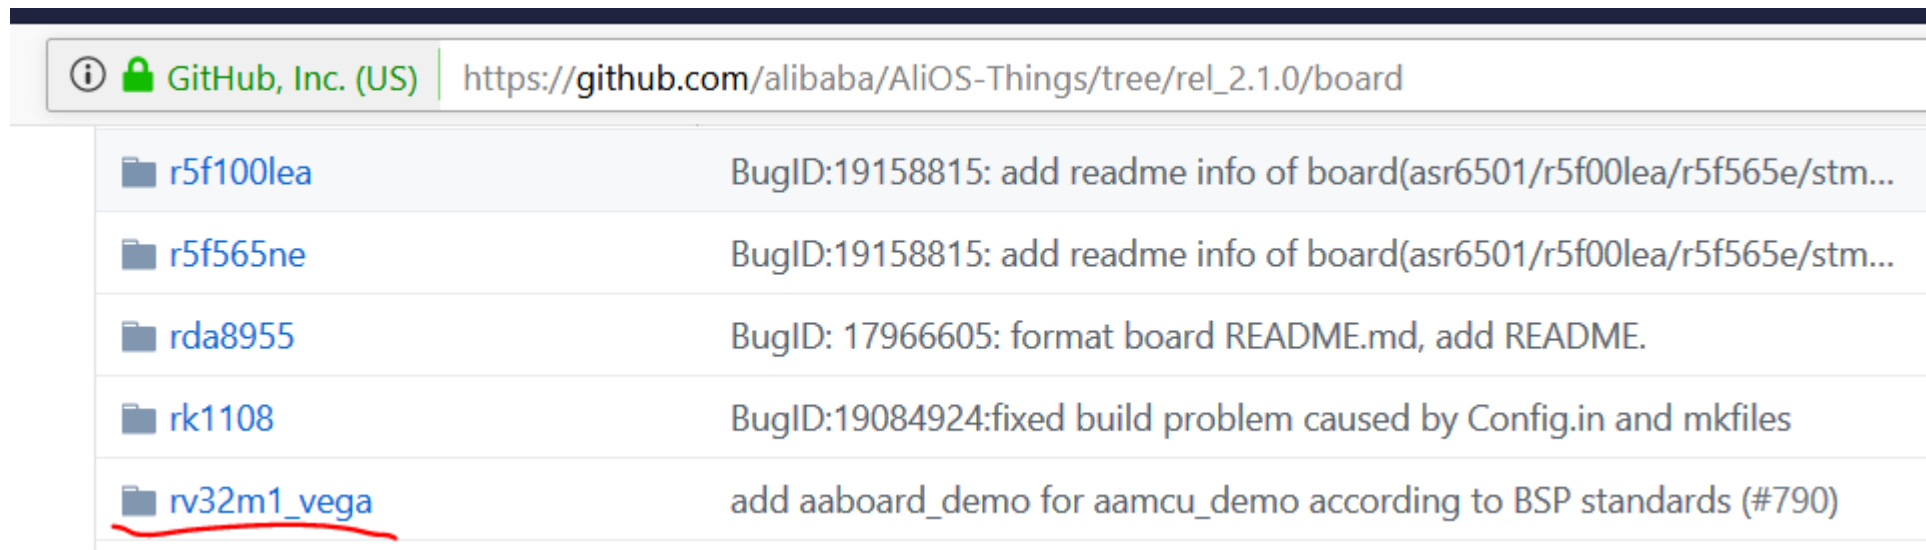 GitHub, Inc. (US) https://github.com/alibaba/AliOS-Things/tree/rel_2.1.0/board
r5f100lea BugID:19158815: add readme info of board(asr6501/r5f00lea/r5f565e/stm...
r5f565ne BugID:19158815: add readme info of board(asr6501/r5f00lea/r5f565e/stm...
rda8955 BugID: 17966605: format board README.md, add README.
rk1108 BugID:19084924:fixed build problem caused by Config.in and mkfiles
rv32m1_vega add aaboard_demo for aamcu_demo according to BSP standards (#790)